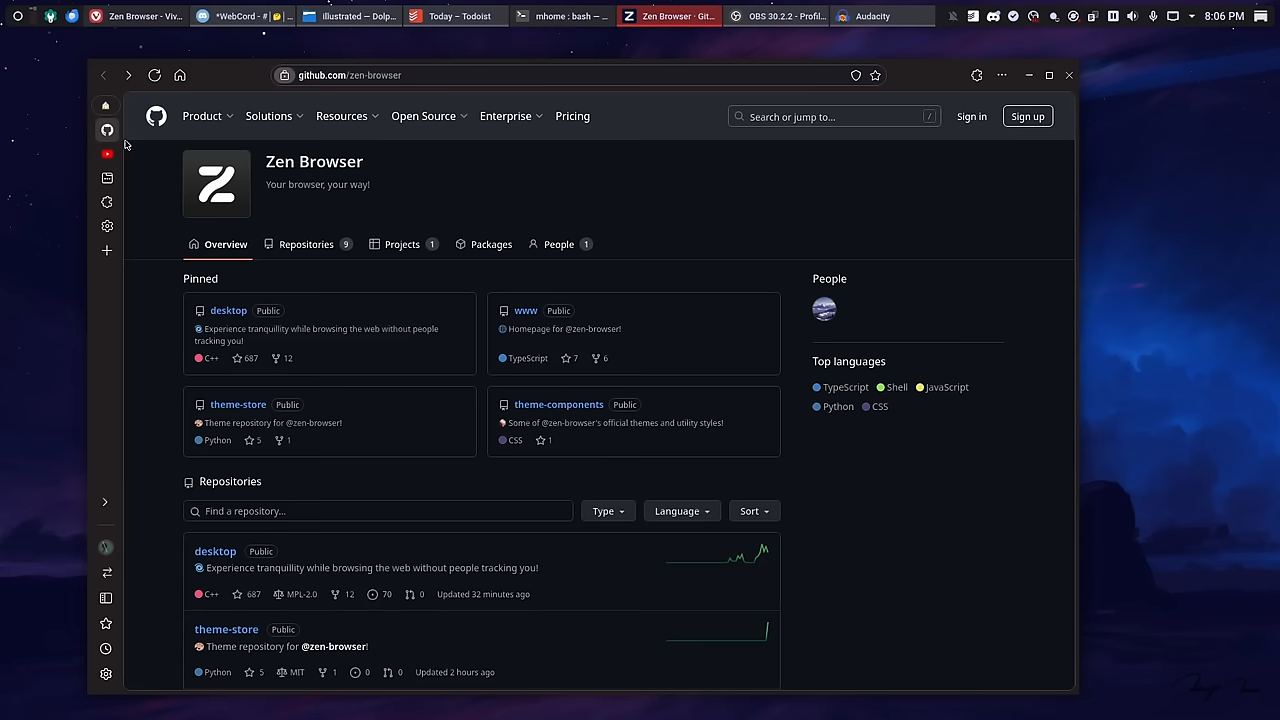 Zen Browser - Viv...
*WebCord - # |🤔| ...
illustrated — Dolp...
Today – Todoist
mhome : bash — ...
Zen Browser · Git...
OBS 30.2.2 - Profil...
Audacity
8:06 PM
github.com/zen-browser
Product
Solutions
Resources
Open Source
Enterprise
Pricing
Search or jump to...
/
Sign in
Sign up
Zen Browser
Your browser, your way!
Overview
Repositories 9
Projects 1
Packages
People 1
Pinned
desktop Public
Experience tranquillity while browsing the web without people
tracking you!
C++ 687 12
www Public
Homepage for @zen-browser!
TypeScript 7 6
theme-store Public
Theme repository for @zen-browser!
Python 5 1
theme-components Public
Some of @zen-browser's official themes and utility styles!
CSS 1
People
Top languages
TypeScript Shell JavaScript
Python CSS
Repositories
Find a repository...
Type
Language
Sort
desktop Public
Experience tranquillity while browsing the web without people tracking you!
C++ 687 MPL-2.0 12 70 0 Updated 32 minutes ago
theme-store Public
Theme repository for @zen-browser!
Python 5 MIT 1 0 0 Updated 2 hours ago